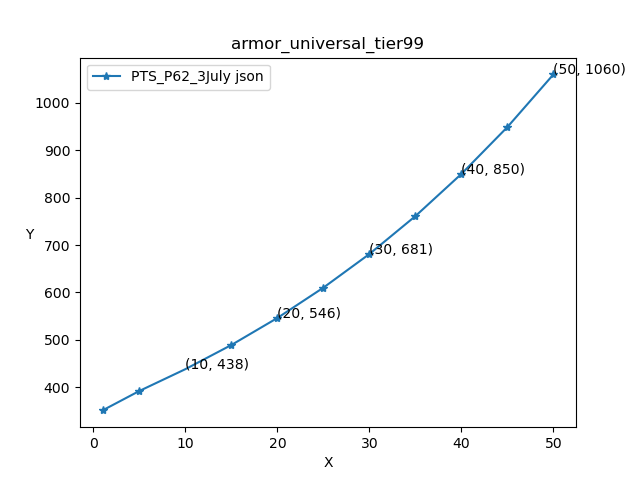 armor_universal_tier99
PTS_P62_3July json
(50, 1060)
(40, 850)
(30, 681)
(20, 546)
(10, 438)
1000
900
800
700
600
500
400
Y
0 10 20 30 40 50
X